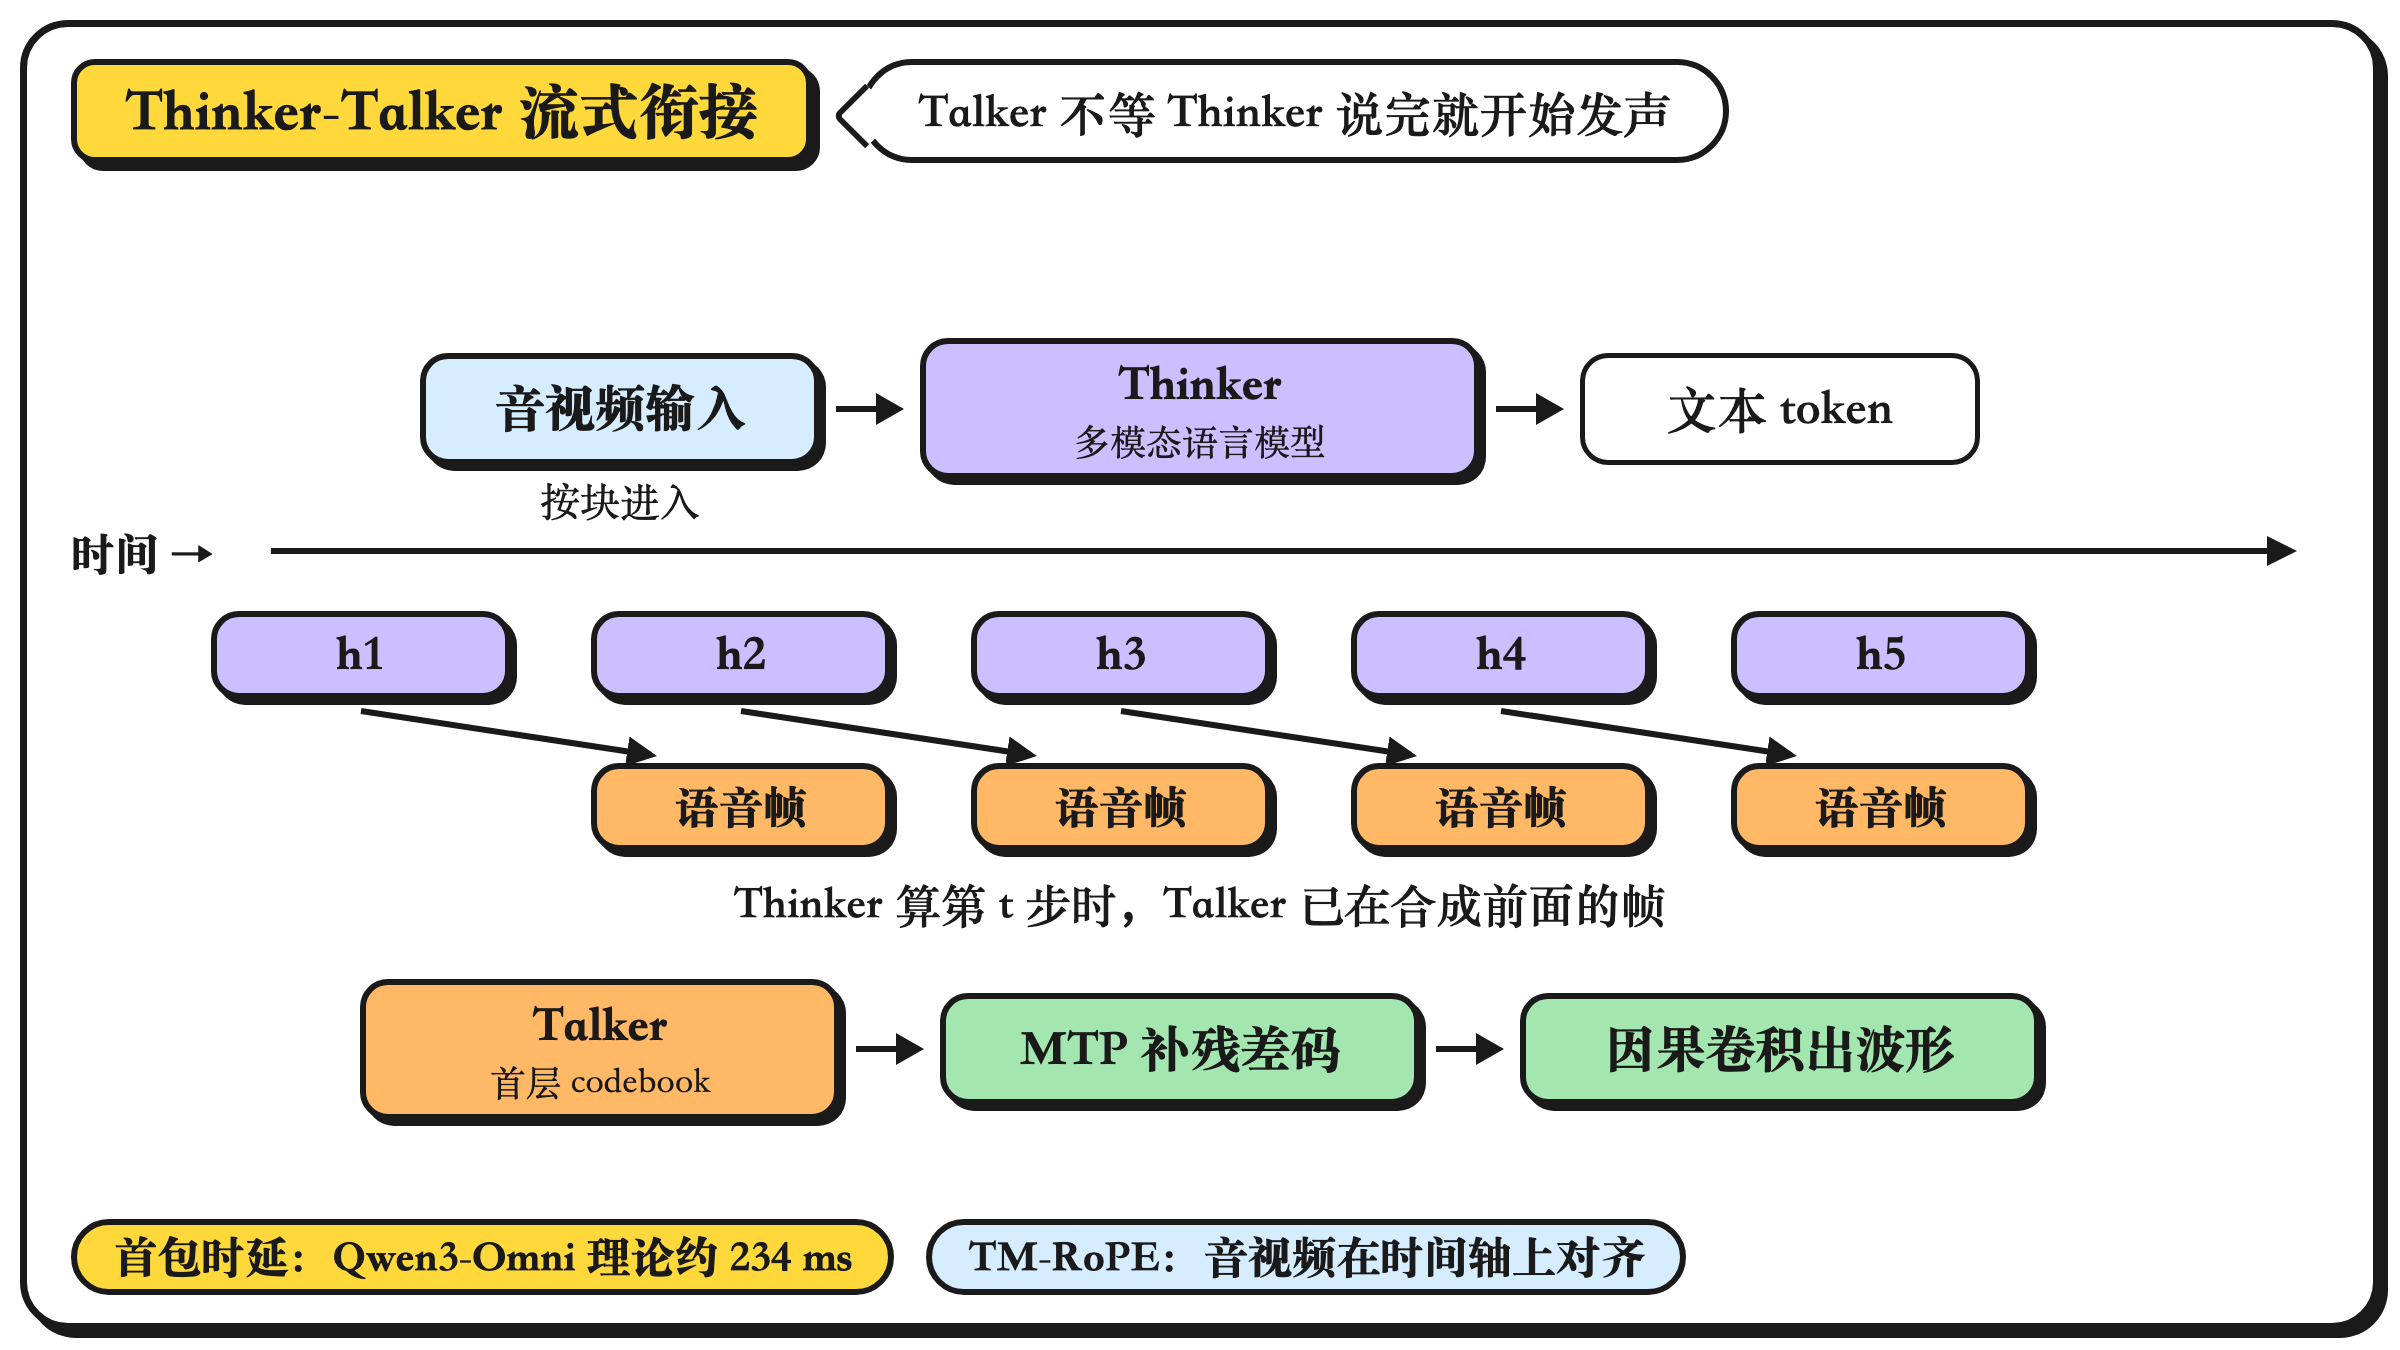 Thinker-Talker 流式衔接
Talker 不等 Thinker 说完就开始发声
音视频输入
Thinker
多模态语言模型
文本 token
按块进入
时间 →
h1
h2
h3
h4
h5
语音帧
语音帧
语音帧
语音帧
Thinker 算第 t 步时，Talker 已在合成前面的帧
Talker
首层 codebook
MTP 补残差码
因果卷积出波形
首包时延：Qwen3-Omni 理论约 234 ms
TM-RoPE：音视频在时间轴上对齐